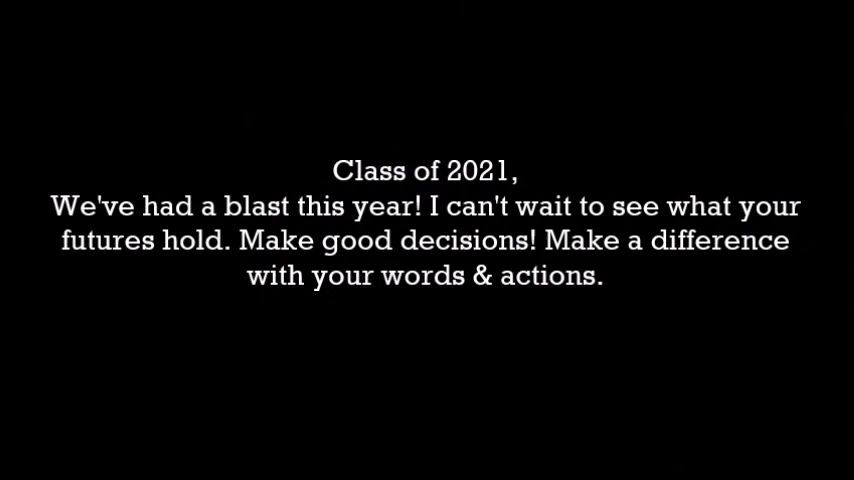 Class of 2021,
We've had a blast this year! I can't wait to see what your
futures hold. Make good decisions! Make a difference
with your words & actions.